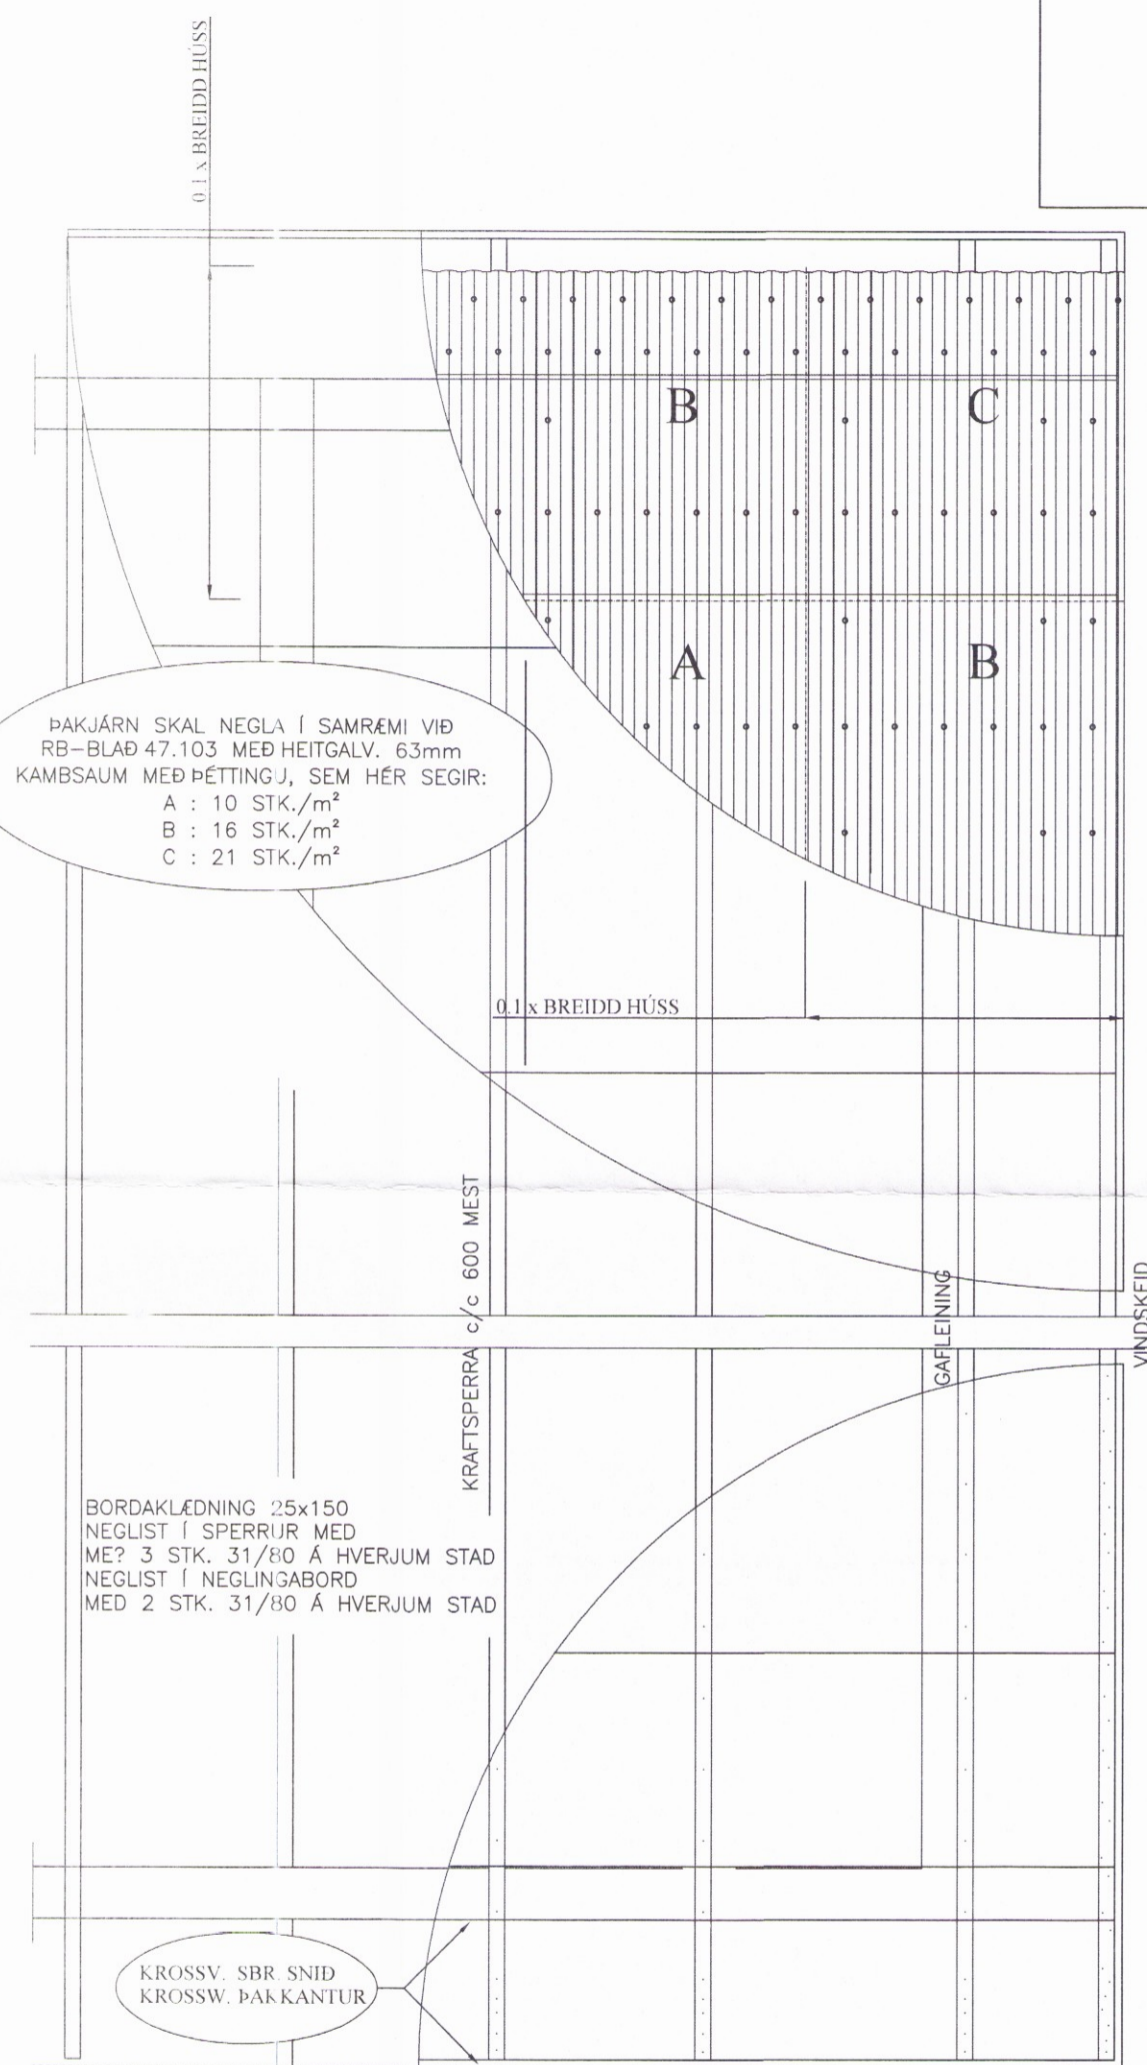 0.1 x BREIDD HÚSS
B
C
A
B
ÞAKJÁRN SKAL NEGLA Í SAMRÆMI VIÐ
RB-BLAÐ 47.103 MEÐ HEITGALV. 63mm
KAMBSAUM MEÐ ÞÉTTINGU, SEM HÉR SEGIR:
A : 10 STK./m²
B : 16 STK./m²
C : 21 STK./m²
0.1 x BREIDD HÚSS
KRAFTSPERRA c/c 600 MEST
GAFLEINING
VINDSKEID
BORDAKLÆDNING 25x150
NEGLIST Í SPERRUR MED
ME? 3 STK. 31/80 Á HVERJUM STAD
NEGLIST Í NEGLINGABORD
MED 2 STK. 31/80 Á HVERJUM STAD
KROSSV. SBR. SNID
KROSSW. ÞAKKANTUR